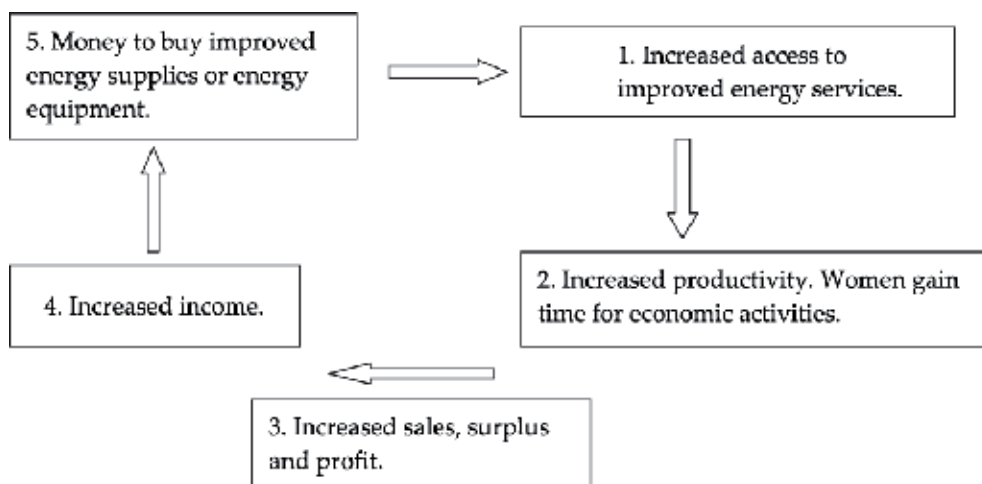 5. Money to buy improved
energy supplies or energy
equipment.
1. Increased access to
improved energy services.
2. Increased productivity. Women gain
time for economic activities.
4. Increased income.
3. Increased sales, surplus
and profit.